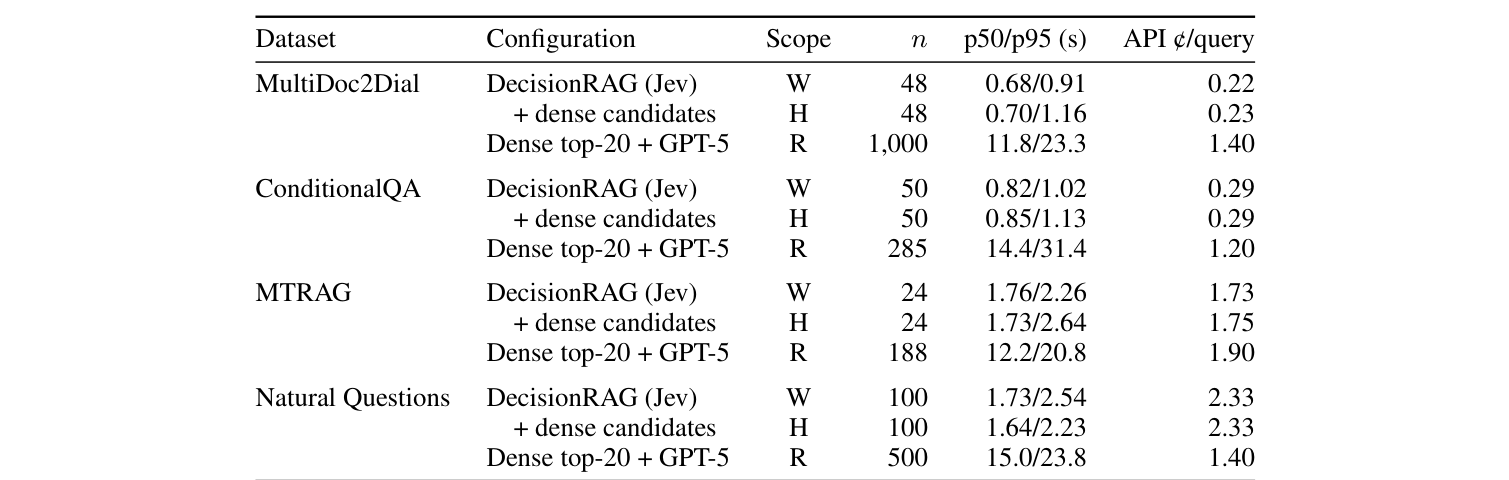 Dataset Configuration Scope n p50/p95 (s) API ¢/query
MultiDoc2Dial DecisionRAG (Jev) W 48 0.68/0.91 0.22
+ dense candidates H 48 0.70/1.16 0.23
Dense top-20 + GPT-5 R 1,000 11.8/23.3 1.40
ConditionalQA DecisionRAG (Jev) W 50 0.82/1.02 0.29
+ dense candidates H 50 0.85/1.13 0.29
Dense top-20 + GPT-5 R 285 14.4/31.4 1.20
MTRAG DecisionRAG (Jev) W 24 1.76/2.26 1.73
+ dense candidates H 24 1.73/2.64 1.75
Dense top-20 + GPT-5 R 188 12.2/20.8 1.90
Natural Questions DecisionRAG (Jev) W 100 1.73/2.54 2.33
+ dense candidates H 100 1.64/2.23 2.33
Dense top-20 + GPT-5 R 500 15.0/23.8 1.40